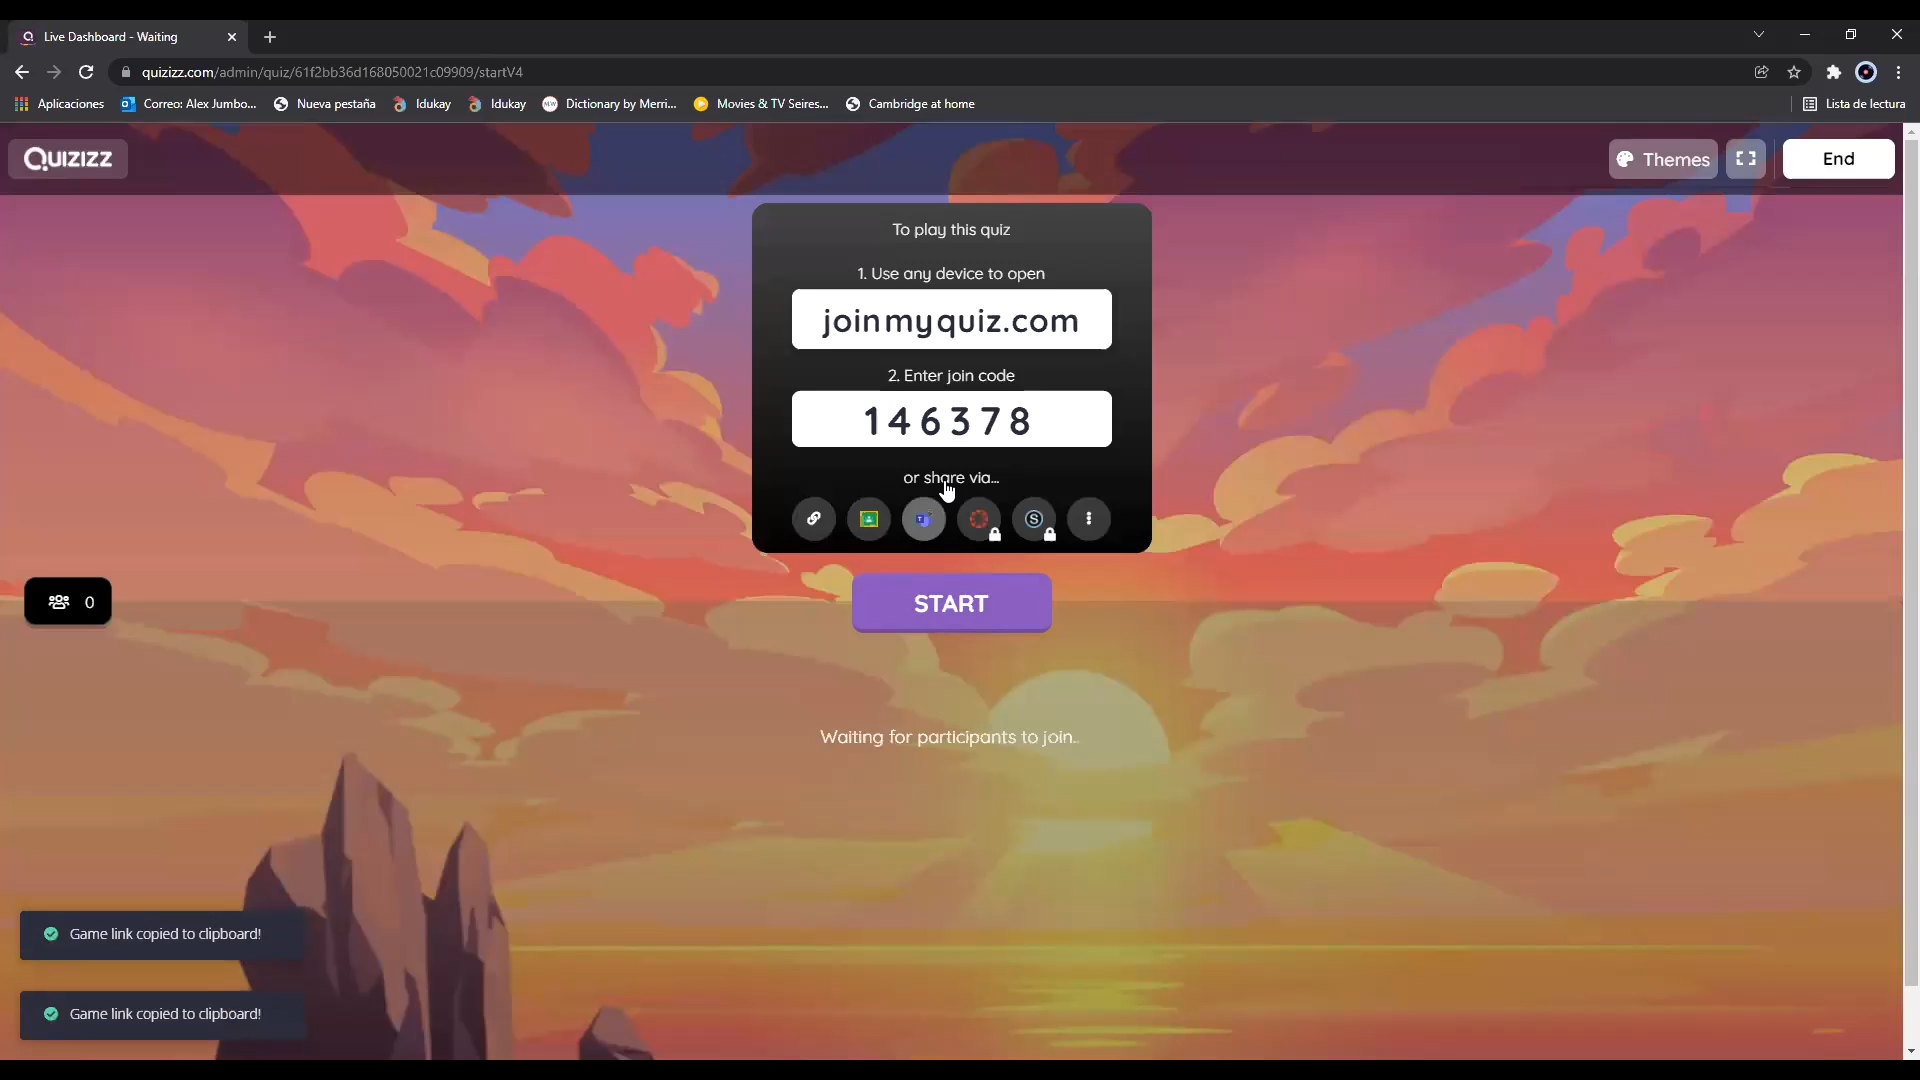 Live Dashboard - Waiting
quizizz.com/admin/quiz/61f2bb36d168050021c09909/startV4
Aplicaciones
Correo: Alex Jumbo...
Nueva pestaña
Idukay
Idukay
Dictionary by Merri...
Movies & TV Seires...
Cambridge at home
Lista de lectura
Quizizz
Themes
End
To play this quiz
1. Use any device to open
joinmyquiz.com
2. Enter join code
146378
or share via...
0
START
Waiting for participants to join..
Game link copied to clipboard!
Game link copied to clipboard!